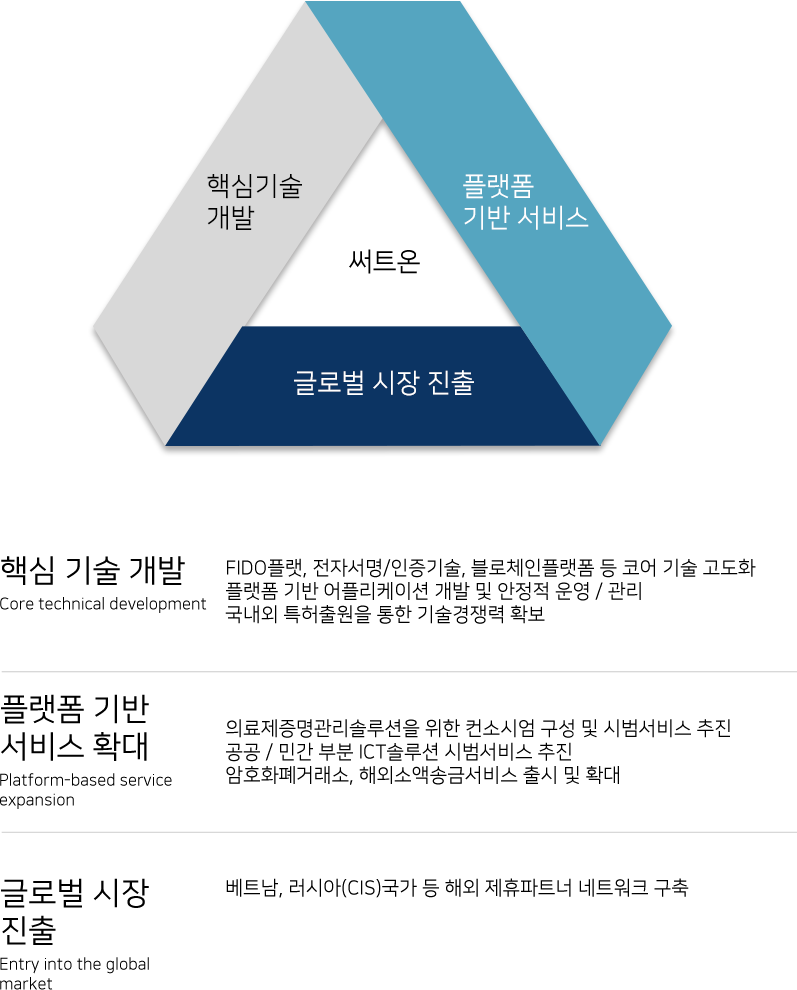 핵심기술
개발
플랫폼
기반 서비스
써트온
글로벌 시장 진출
핵심 기술 개발
Core technical development
FIDO플랫, 전자서명/인증기술, 블로체인플랫폼 등 코어 기술 고도화
플랫폼 기반 어플리케이션 개발 및 안정적 운영 / 관리
국내외 특허출원을 통한 기술경쟁력 확보
플랫폼 기반
서비스 확대
Platform-based service
expansion
의료제증명관리솔루션을 위한 컨소시엄 구성 및 시범서비스 추진
공공 / 민간 부분 ICT솔루션 시범서비스 추진
암호화폐거래소, 해외소액송금서비스 출시 및 확대
글로벌 시장
진출
Entry into the global
market
베트남, 러시아(CIS)국가 등 해외 제휴파트너 네트워크 구축